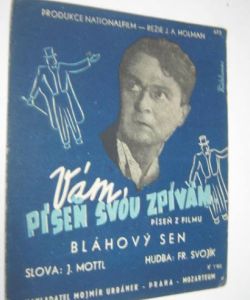 PRODUKCE NATIONALFILM — REŽIE J. A. HOLMAN
Vám
PÍSEŇ SVOU ZPÍVÁM
PÍSEŇ Z FILMU
BLÁHOVÝ SEN
SLOVA: J. MOTTL
HUDBA: FR. SVOJÍK
NAKLADATEL MOJMÍR URBÁNEK - PRAHA - MOZARTEUM